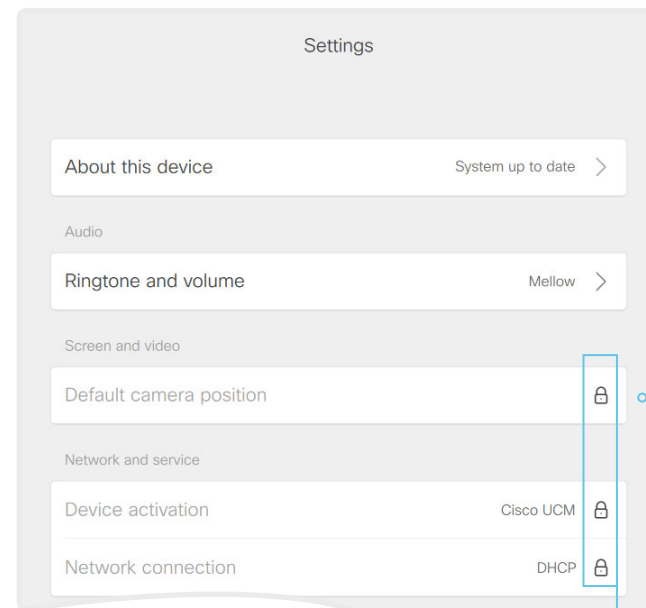 Settings
About this device System up to date
Audio
Ringtone and volume Mellow
Screen and video
Default camera position
Network and service
Device activation Cisco UCM
Network connection DHCP